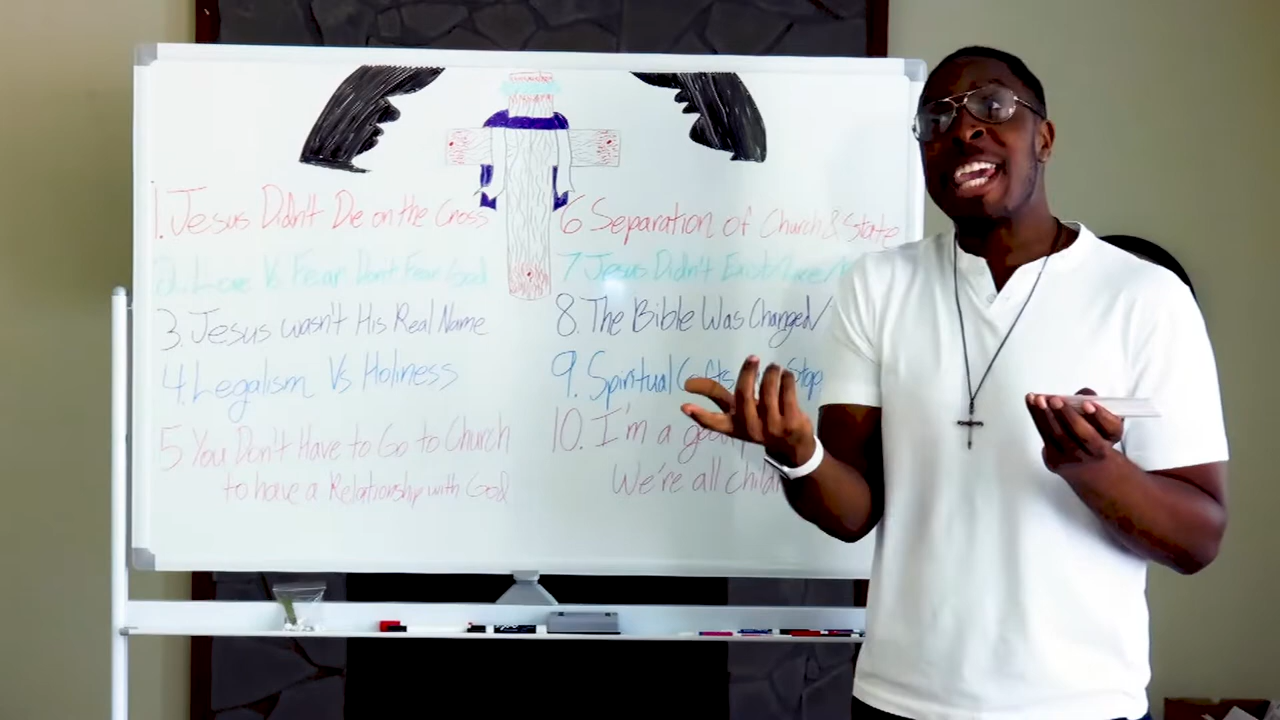 1. Jesus Didn't Die on the Cross
2. Love Vs Fear Don't Fear God
3. Jesus wasn't His Real Name
4. Legalism Vs Holiness
5 You Don't Have to Go to Church
to have a Relationship with God
6 Separation of Church & State
7 Jesus Didn't Exist
8. The Bible Was Changed/
9. Spiritual
10. I'm a
We're all